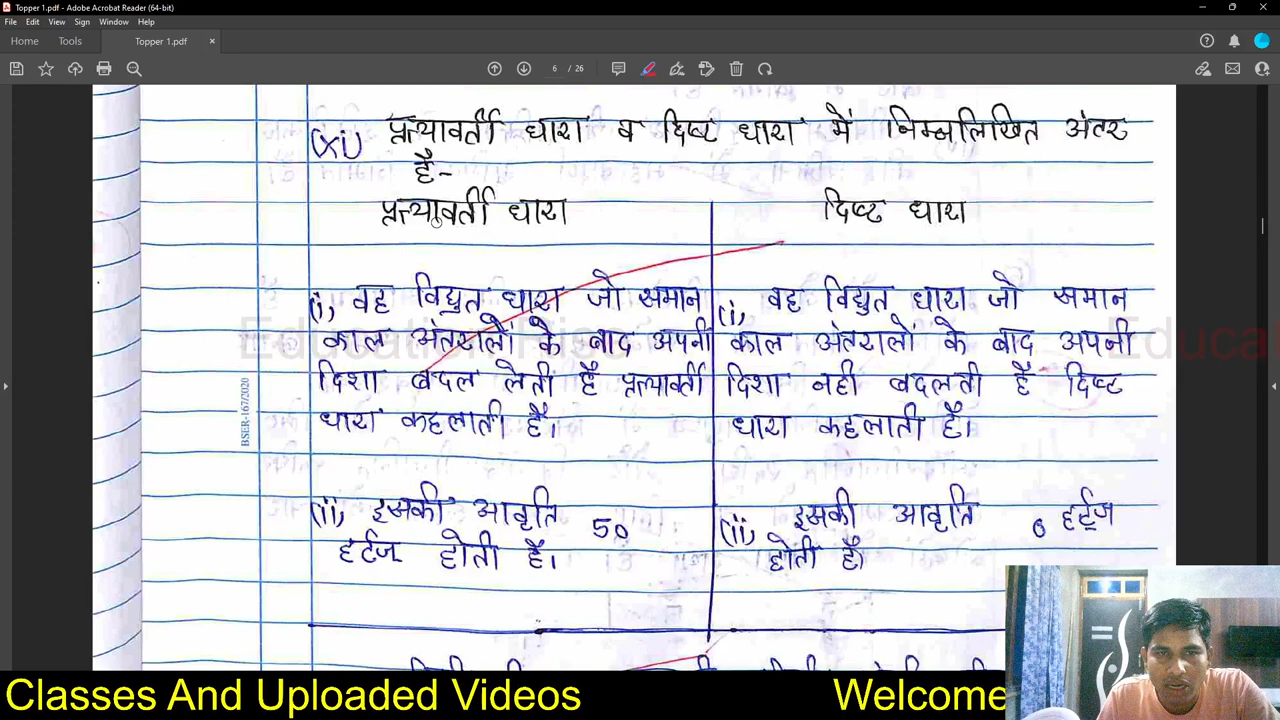 Topper 1.pdf - Adobe Acrobat Reader (64-bit)
File Edit View Sign Window Help
Home Tools Topper 1.pdf ×
6 / 26
(xi) प्रत्यावर्ती धारा व दिष्ट धारा में निम्नलिखित अंतर
है-
प्रत्यावर्ती धारा
दिष्ट धारा
(i) वह विद्युत धारा जो समान
काल अंतरालों के बाद अपनी
दिशा बदल लेती है प्रत्यावर्ती
धारा कहलाती है।
(i) वह विद्युत धारा जो समान
काल अंतरालों के बाद अपनी
दिशा नही बदलती है दिष्ट
धारा कहलाती है।
(ii) इसकी आवृति 50
हर्टज् होती है।
(ii) इसकी आवृति 0 हर्ट्ज
होती है।
BSER-167/2020
Classes And Uploaded Videos Welcome